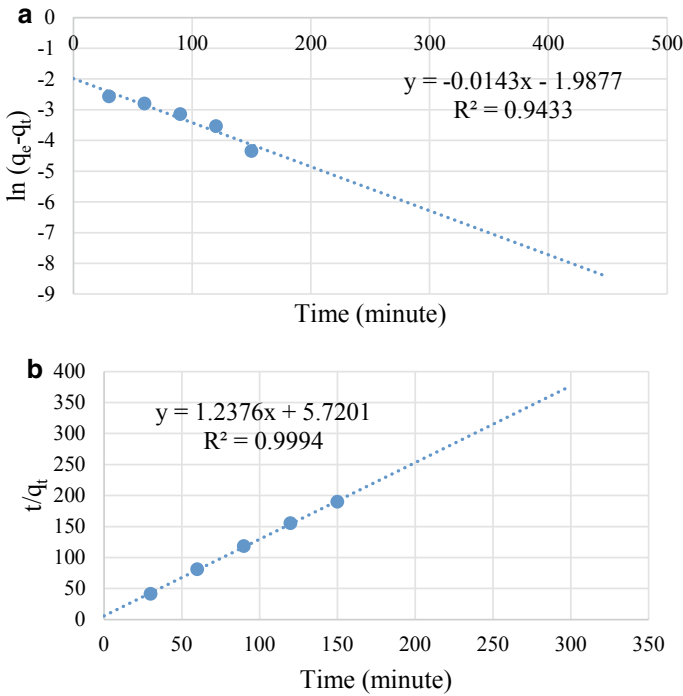 a
0
0 100 200 300 400 500
-1
-2
-3
-4
-5
-6
-7
-8
-9
ln (qe-qt)
y = -0.0143x - 1.9877
R² = 0.9433
Time (minute)
b
400
350
300
250
200
150
100
50
0
t/qt
y = 1.2376x + 5.7201
R² = 0.9994
0 50 100 150 200 250 300 350
Time (minute)